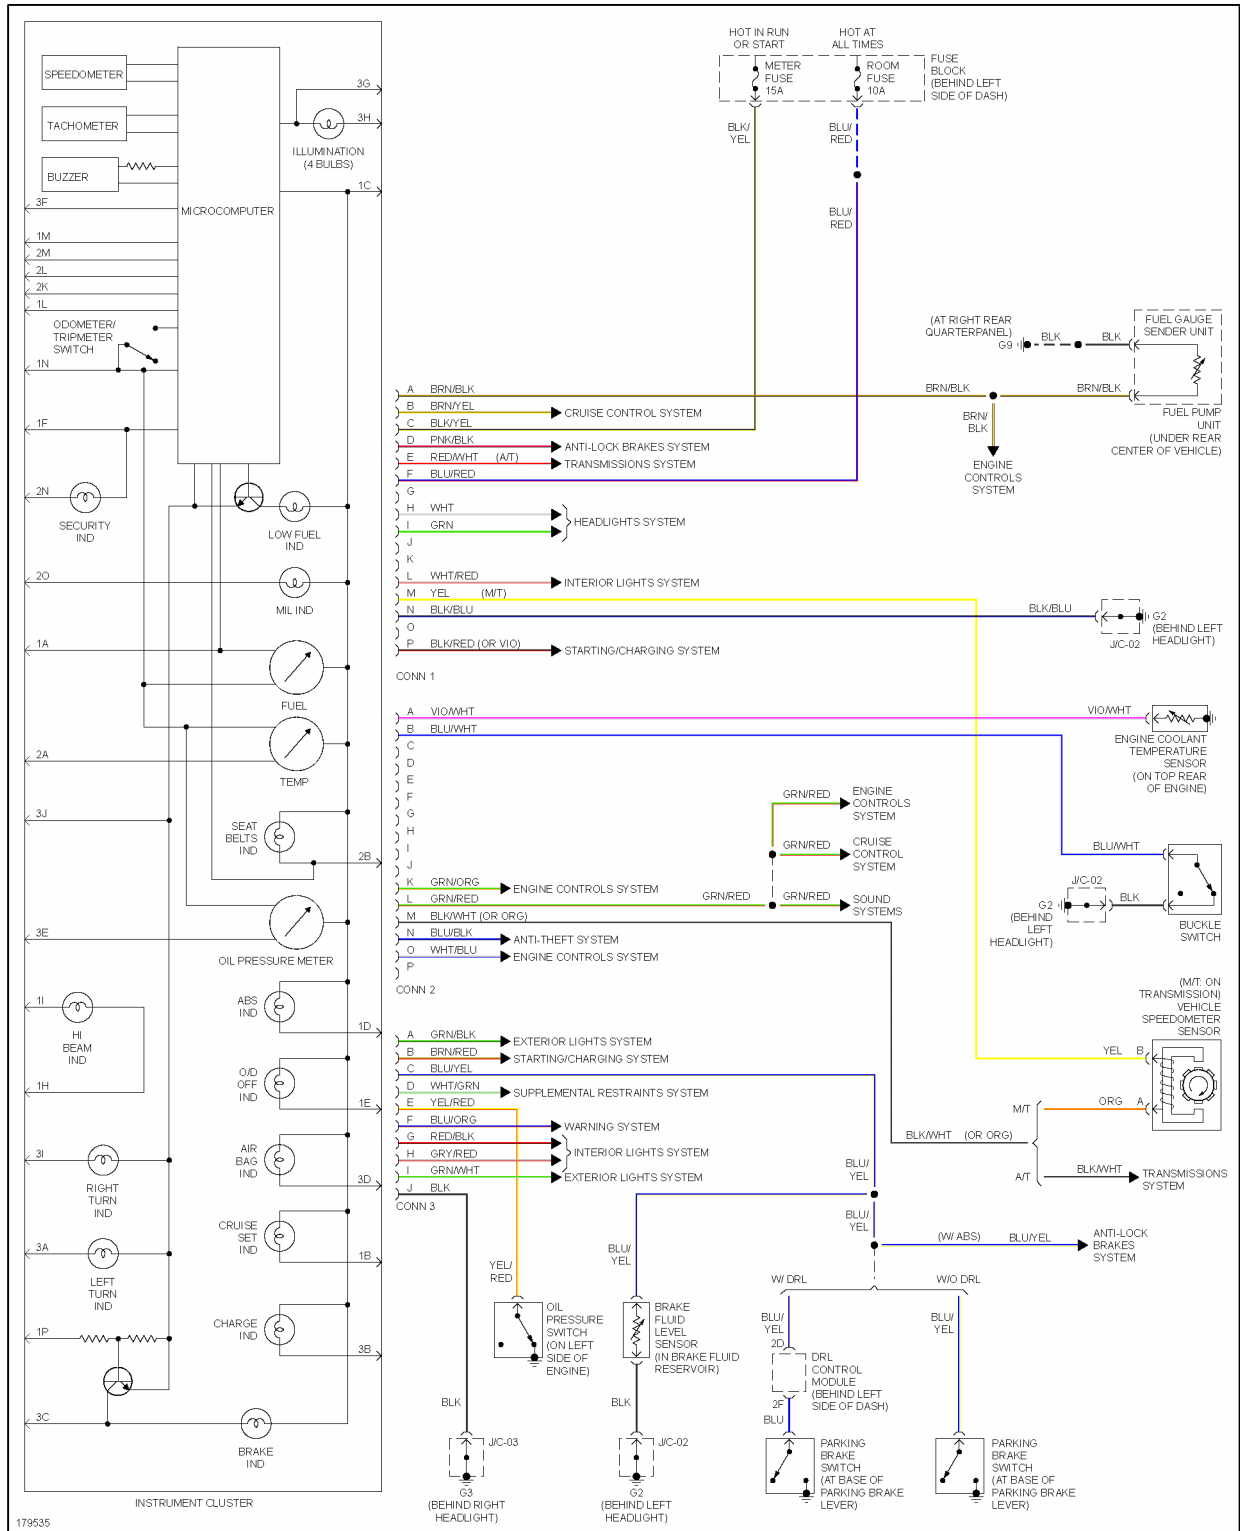 SPEEDOMETER
TACHOMETER
BUZZER
MICROCOMPUTER
3G
3H
ILLUMINATION
(4 BULBS)
1C
3F
1M
2M
2L
2K
1L
ODOMETER/
TRIPMETER
SWITCH
1N
1F
2N
SECURITY
IND
LOW FUEL
IND
2O
MIL IND
1A
FUEL
2A
TEMP
3J
SEAT
BELTS
IND
2B
3E
OIL PRESSURE METER
1I
HI
BEAM
IND
1H
ABS
IND
1D
O/D
OFF
IND
1E
3I
RIGHT
TURN
IND
AIR
BAG
IND
3D
3A
LEFT
TURN
IND
CRUISE
SET
IND
1B
1P
CHARGE
IND
3B
3C
BRAKE
IND
INSTRUMENT CLUSTER
179535
HOT IN RUN
OR START
HOT AT
ALL TIMES
METER
FUSE
15A
ROOM
FUSE
10A
FUSE
BLOCK
(BEHIND LEFT
SIDE OF DASH)
BLK/
YEL
BLU/
RED
BLU/
RED
(AT RIGHT REAR
QUARTERPANEL)
G9
BLK
BLK
FUEL GAUGE
SENDER UNIT
BRN/BLK
BRN/BLK
BRN/
BLK
ENGINE
CONTROLS
SYSTEM
FUEL PUMP
UNIT
(UNDER REAR
CENTER OF VEHICLE)
A BRN/BLK
B BRN/YEL CRUISE CONTROL SYSTEM
C BLK/YEL
D PNK/BLK ANTI-LOCK BRAKES SYSTEM
E RED/WHT (A/T) TRANSMISSIONS SYSTEM
F BLU/RED
G
H WHT
HEADLIGHTS SYSTEM
I GRN
J
K
L WHT/RED INTERIOR LIGHTS SYSTEM
M YEL (M/T)
N BLK/BLU
O
P BLK/RED (OR VIO) STARTING/CHARGING SYSTEM
CONN 1
BLK/BLU
G2
(BEHIND LEFT
HEADLIGHT)
J/C-02
A VIO/WHT
B BLU/WHT
C
D
E
F
G
H
I
J
K GRN/ORG ENGINE CONTROLS SYSTEM
L GRN/RED
M BLK/WHT (OR ORG)
N BLU/BLK ANTI-THEFT SYSTEM
O WHT/BLU ENGINE CONTROLS SYSTEM
P
CONN 2
VIO/WHT
ENGINE COOLANT
TEMPERATURE
SENSOR
(ON TOP REAR
OF ENGINE)
GRN/RED
ENGINE
CONTROLS
SYSTEM
GRN/RED
CRUISE
CONTROL
SYSTEM
GRN/RED
GRN/RED
SOUND
SYSTEMS
BLU/WHT
J/C-02
G2
(BEHIND
LEFT
HEADLIGHT)
BLK
BUCKLE
SWITCH
(M/T: ON
TRANSMISSION)
VEHICLE
SPEEDOMETER
SENSOR
YEL B
ORG A
M/T
BLK/WHT (OR ORG)
A/T
BLK/WHT
TRANSMISSIONS
SYSTEM
A GRN/BLK EXTERIOR LIGHTS SYSTEM
B BRN/RED STARTING/CHARGING SYSTEM
C BLU/YEL
D WHT/GRN SUPPLEMENTAL RESTRAINTS SYSTEM
E YEL/RED
F BLU/ORG WARNING SYSTEM
G RED/BLK
INTERIOR LIGHTS SYSTEM
H GRY/RED
I GRN/WHT EXTERIOR LIGHTS SYSTEM
J BLK
CONN 3
BLU/
YEL
BLU/
YEL
BLU/
YEL
YEL/
RED
(W/ ABS)
BLU/YEL
ANTI-LOCK
BRAKES
SYSTEM
W/ DRL
W/O DRL
OIL
PRESSURE
SWITCH
(ON LEFT
SIDE OF
ENGINE)
BRAKE
FLUID
LEVEL
SENSOR
(IN BRAKE FLUID
RESERVOIR)
BLU/
YEL
2D
BLU/
YEL
DRL
CONTROL
MODULE
(BEHIND LEFT
SIDE OF DASH)
2F
BLU
BLK
J/C-03
G3
(BEHIND RIGHT
HEADLIGHT)
BLK
J/C-02
G2
(BEHIND LEFT
HEADLIGHT)
PARKING
BRAKE
SWITCH
(AT BASE OF
PARKING BRAKE
LEVER)
PARKING
BRAKE
SWITCH
(AT BASE OF
PARKING BRAKE
LEVER)